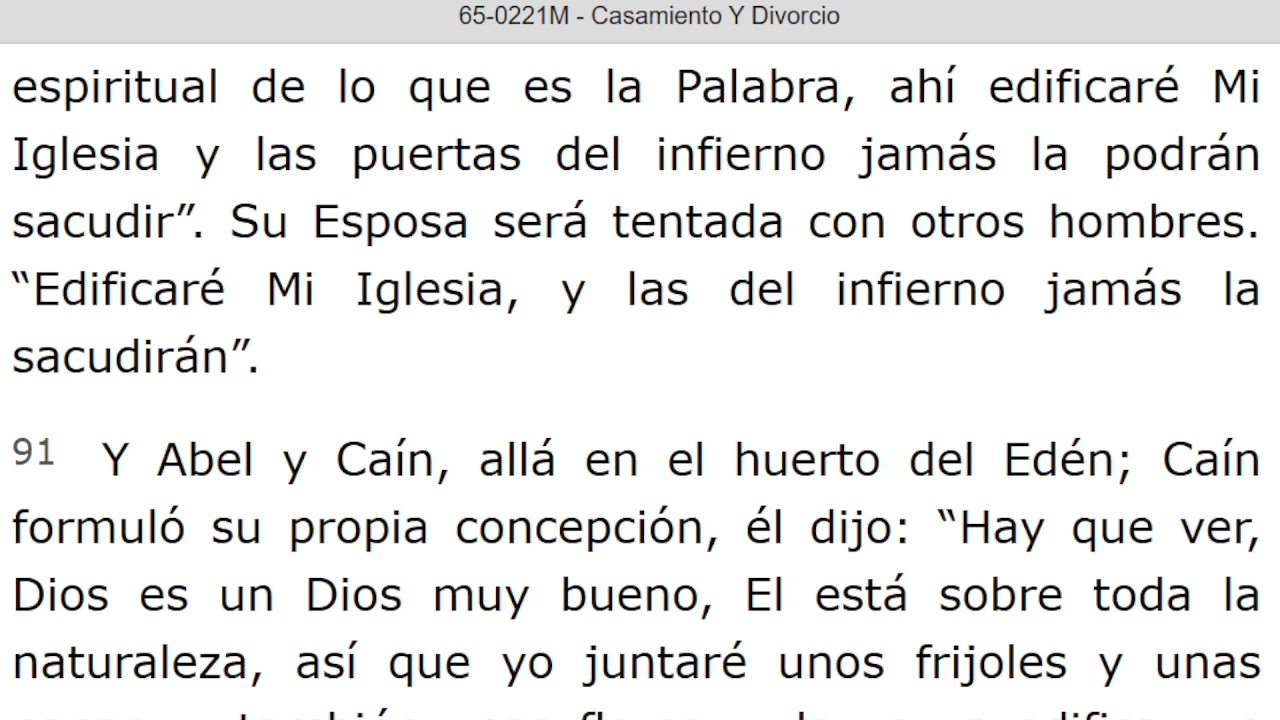 65-0221M - Casamiento Y Divorcio
espiritual de lo que es la Palabra, ahí edificaré Mi
Iglesia y las puertas del infierno jamás la podrán
sacudir”. Su Esposa será tentada con otros hombres.
“Edificaré Mi Iglesia, y las del infierno jamás la
sacudirán”.
91 Y Abel y Caín, allá en el huerto del Edén; Caín
formuló su propia concepción, él dijo: “Hay que ver,
Dios es un Dios muy bueno, El está sobre toda la
naturaleza, así que yo juntaré unos frijoles y unas
también